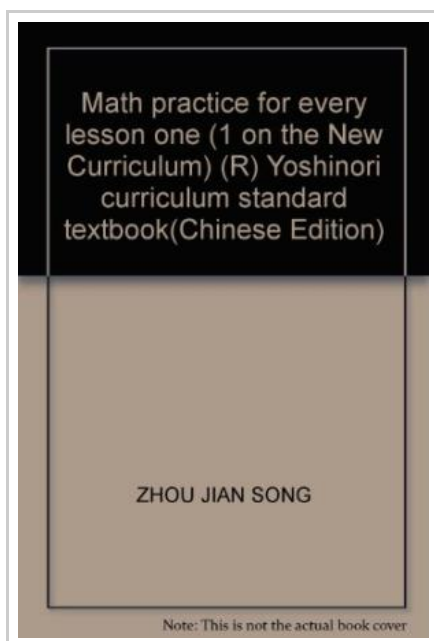 Math practice for every
lesson one (1 on the New
Curriculum) (R) Yoshinori
curriculum standard
textbook(Chinese Edition)
ZHOU JIAN SONG
Note: This is not the actual book cover